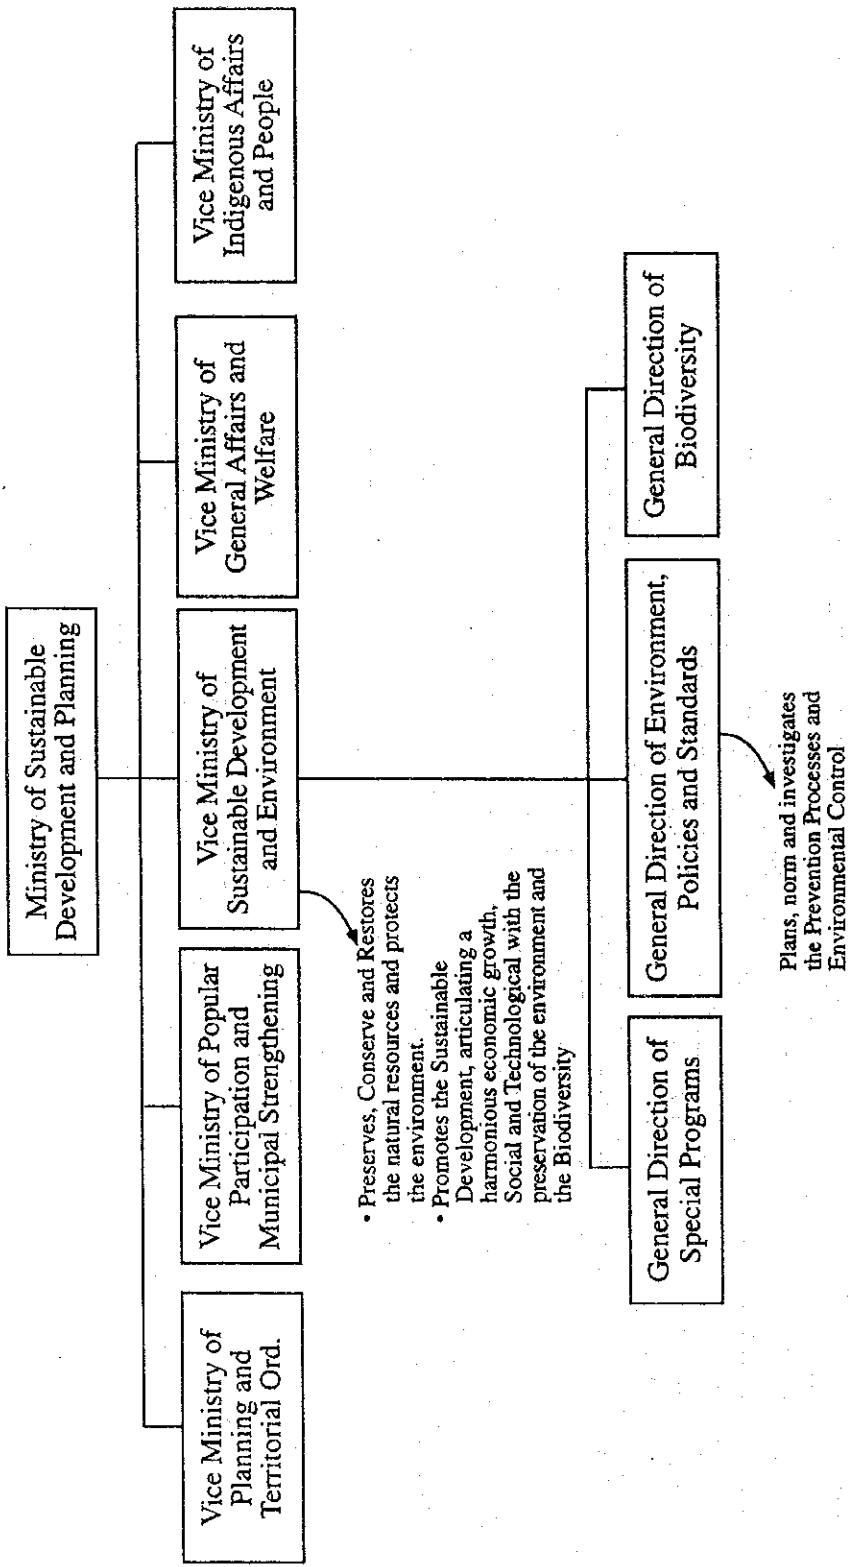 Ministry of Sustainable
Development and Planning
Vice Ministry of
Planning and
Territorial Ord.
Vice Ministry of Popular
Participation and
Municipal Strengthening
Vice Ministry of
Sustainable Development
and Environment
Vice Ministry of
General Affairs and
Welfare
Vice Ministry of
Indigenous Affairs
and People
• Preserves, Conserve and Restores
the natural resources and protects
the environment.
• Promotes the Sustainable
Development, articulating a
harmonious economic growth,
Social and Technological with the
preservation of the environment and
the Biodiversity
General Direction of
Special Programs
General Direction of Environment,
Policies and Standards
General Direction of
Biodiversity
Plans, norm and investigates
the Prevention Processes and
Environmental Control